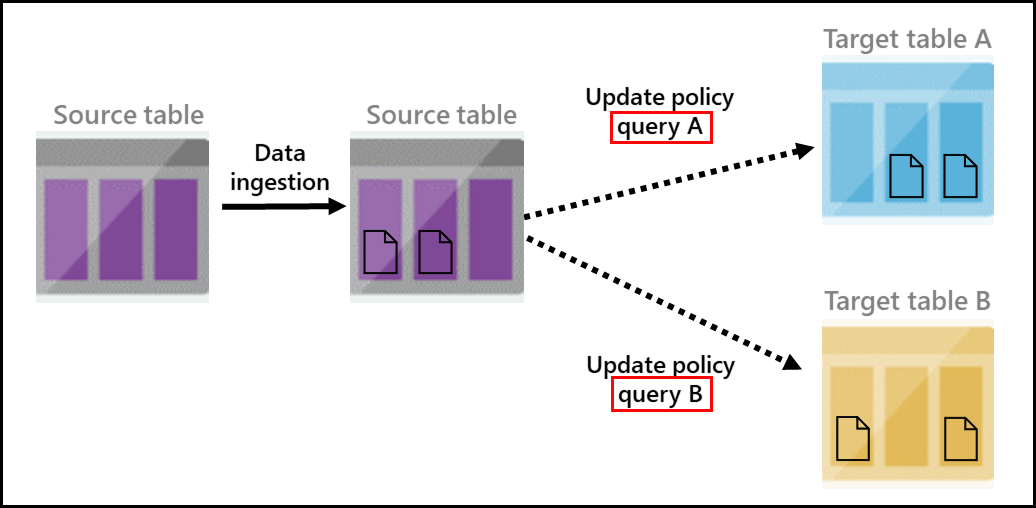 Source table
Data
ingestion
Source table
Update policy
query A
Target table A
Update policy
query B
Target table B